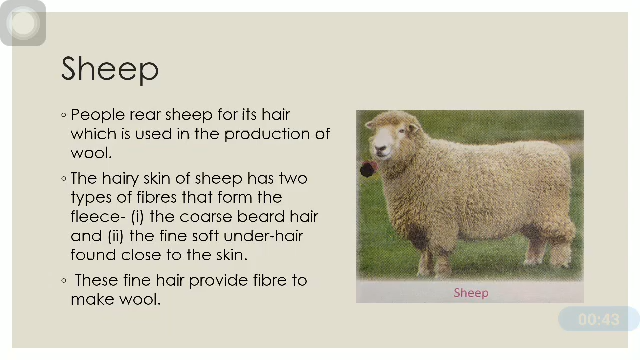 Sheep
◦ People rear sheep for its hair
which is used in the production of
wool.
◦ The hairy skin of sheep has two
types of fibres that form the
fleece- (i) the coarse beard hair
and (ii) the fine soft under-hair
found close to the skin.
◦ These fine hair provide fibre to
make wool.
Sheep
00:43